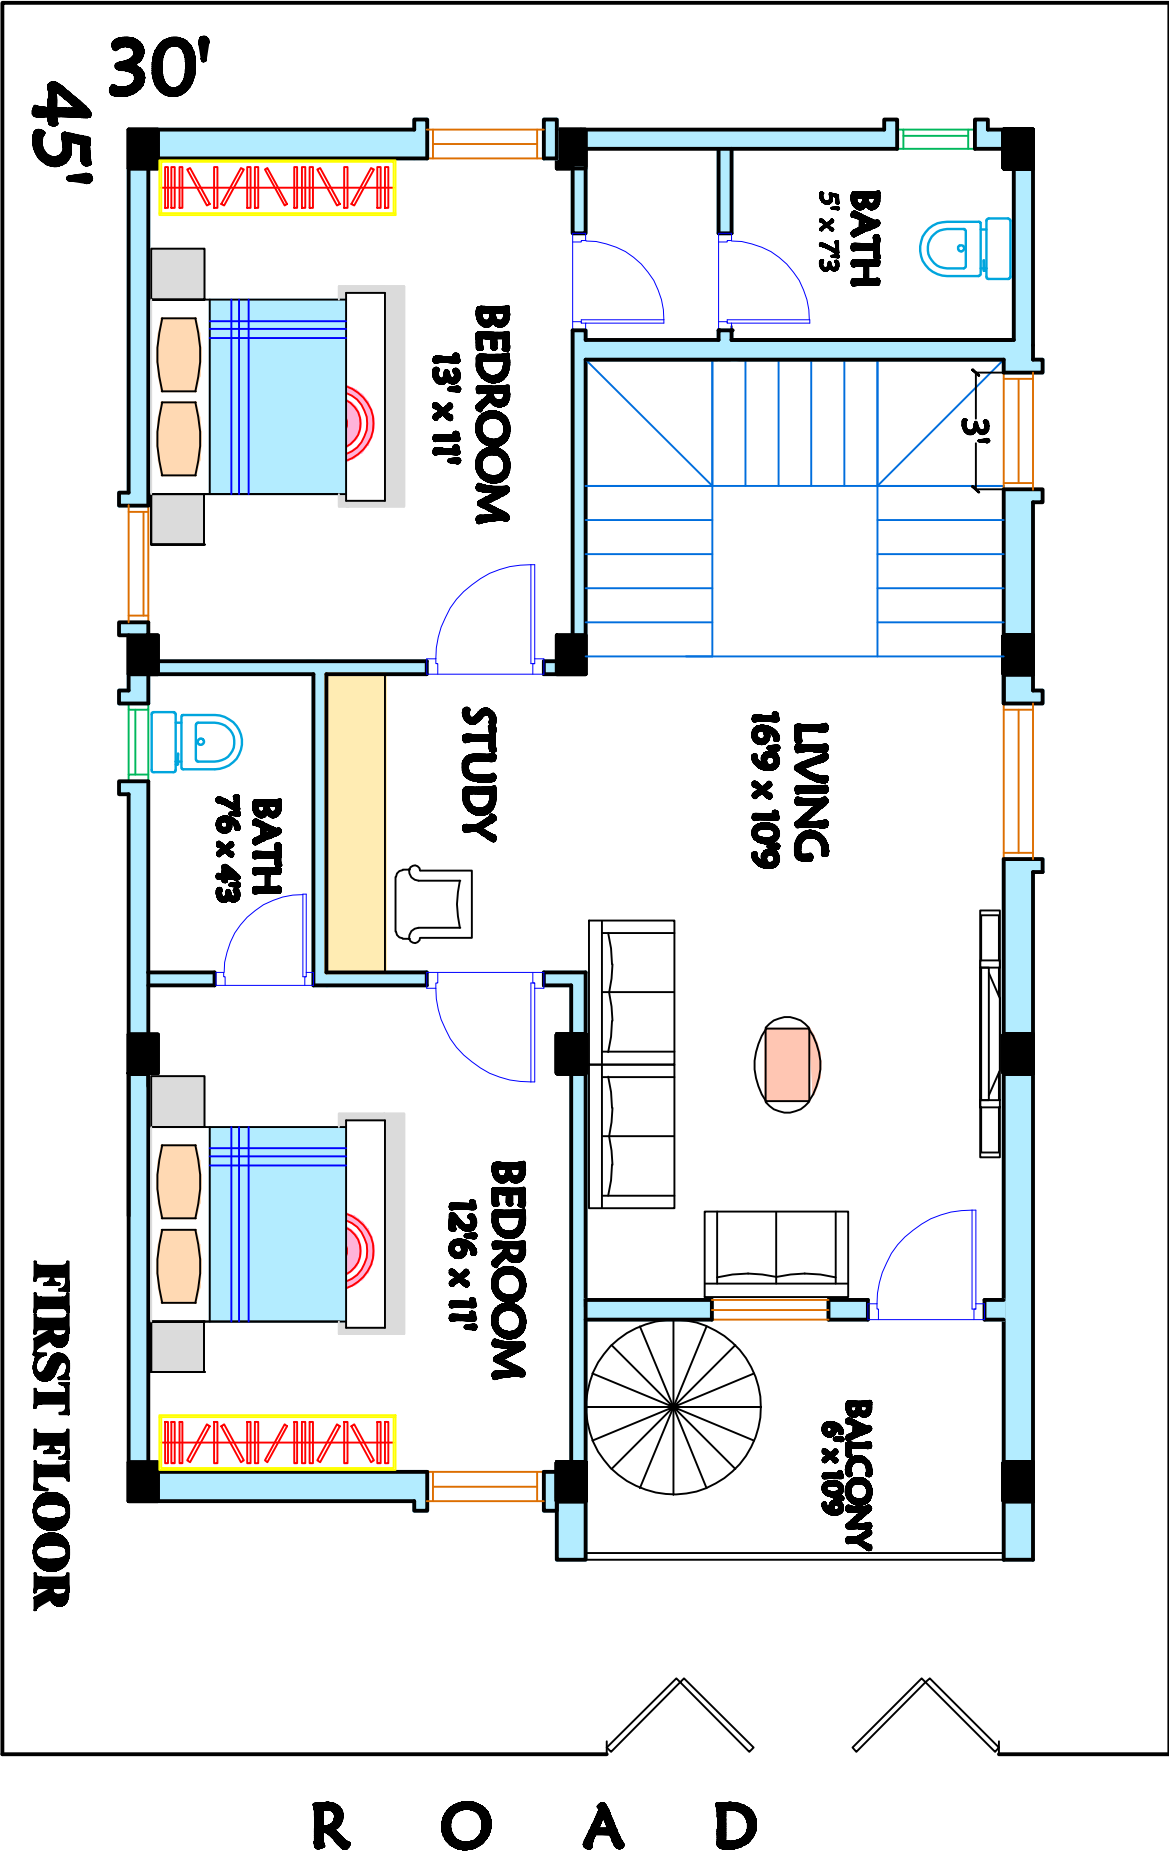 30'
45'
BATH
5' x 7'3
BEDROOM
13' x 11'
3'
STUDY
LIVING
16'9 x 10'9
BATH
7'6 x 4'3
BEDROOM
12'6 x 11'
BALCONY
6' x 10'9
FIRST FLOOR
ROAD